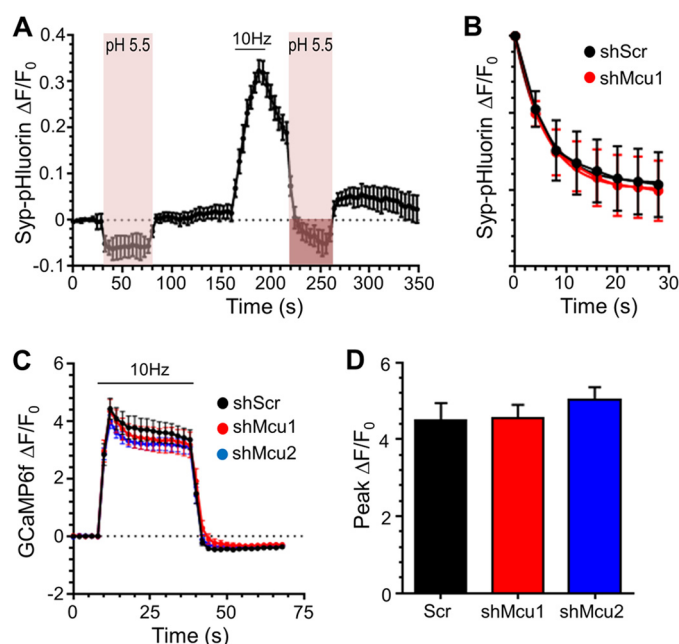 A
0.4
0.3
0.2
0.1
0
-0.1
Syp-pHluorin ΔF/F0
pH 5.5
10Hz
pH 5.5
0 50 100 150 200 250 300 350
Time (s)
B
Syp-pHluorin ΔF/F0
shScr
shMcu1
0 10 20 30
Time (s)
C
6
4
2
0
-2
GCaMP6f ΔF/F0
10Hz
shScr
shMcu1
shMcu2
0 25 50 75
Time (s)
D
6
4
2
0
Peak ΔF/F0
Scr shMcu1 shMcu2